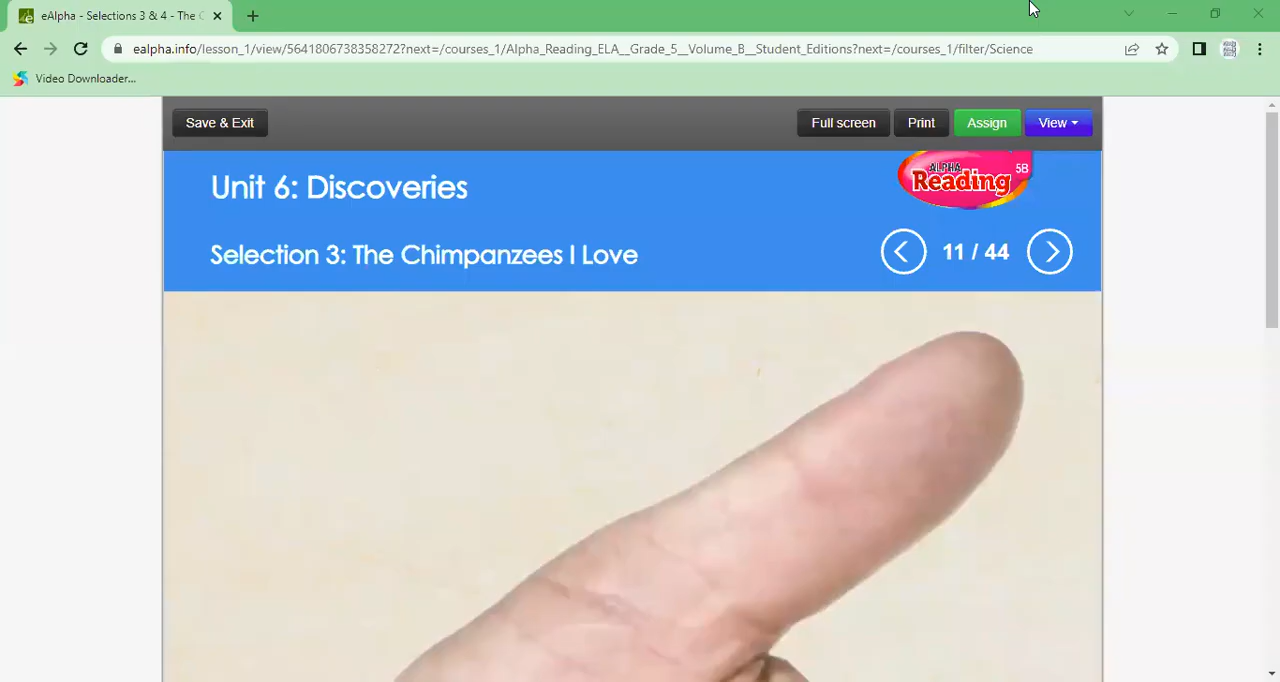 eAlpha - Selections 3 & 4 - The C
ealpha.info/lesson_1/view/5641806738358272?next=/courses_1/Alpha_Reading_ELA__Grade_5__Volume_B__Student_Editions?next=/courses_1/filter/Science
Video Downloader...
Save & Exit
Full screen
Print
Assign
View
Unit 6: Discoveries
ALPHA
5B
Reading
Selection 3: The Chimpanzees I Love
11 / 44